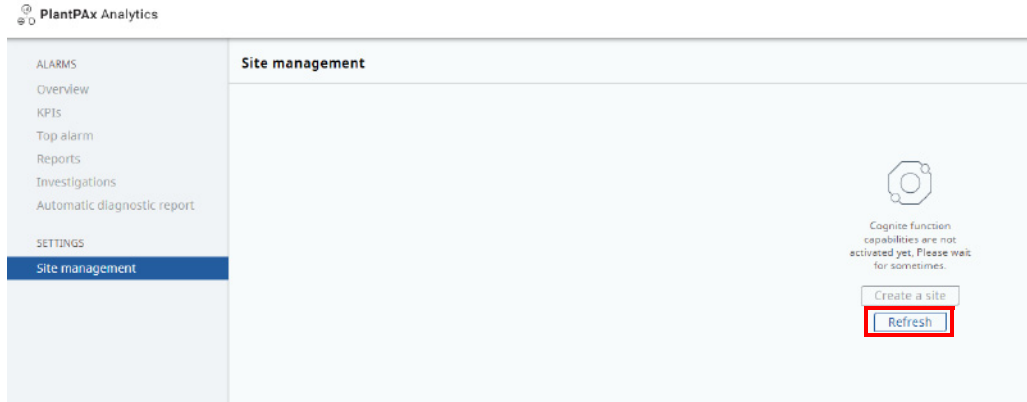 PlantPAx Analytics
ALARMS
Overview
KPIs
Top alarm
Reports
Investigations
Automatic diagnostic report
SETTINGS
Site management
Site management
Cognite function
capabilities are not
activated yet, Please wait
for sometimes.
Create a site
Refresh